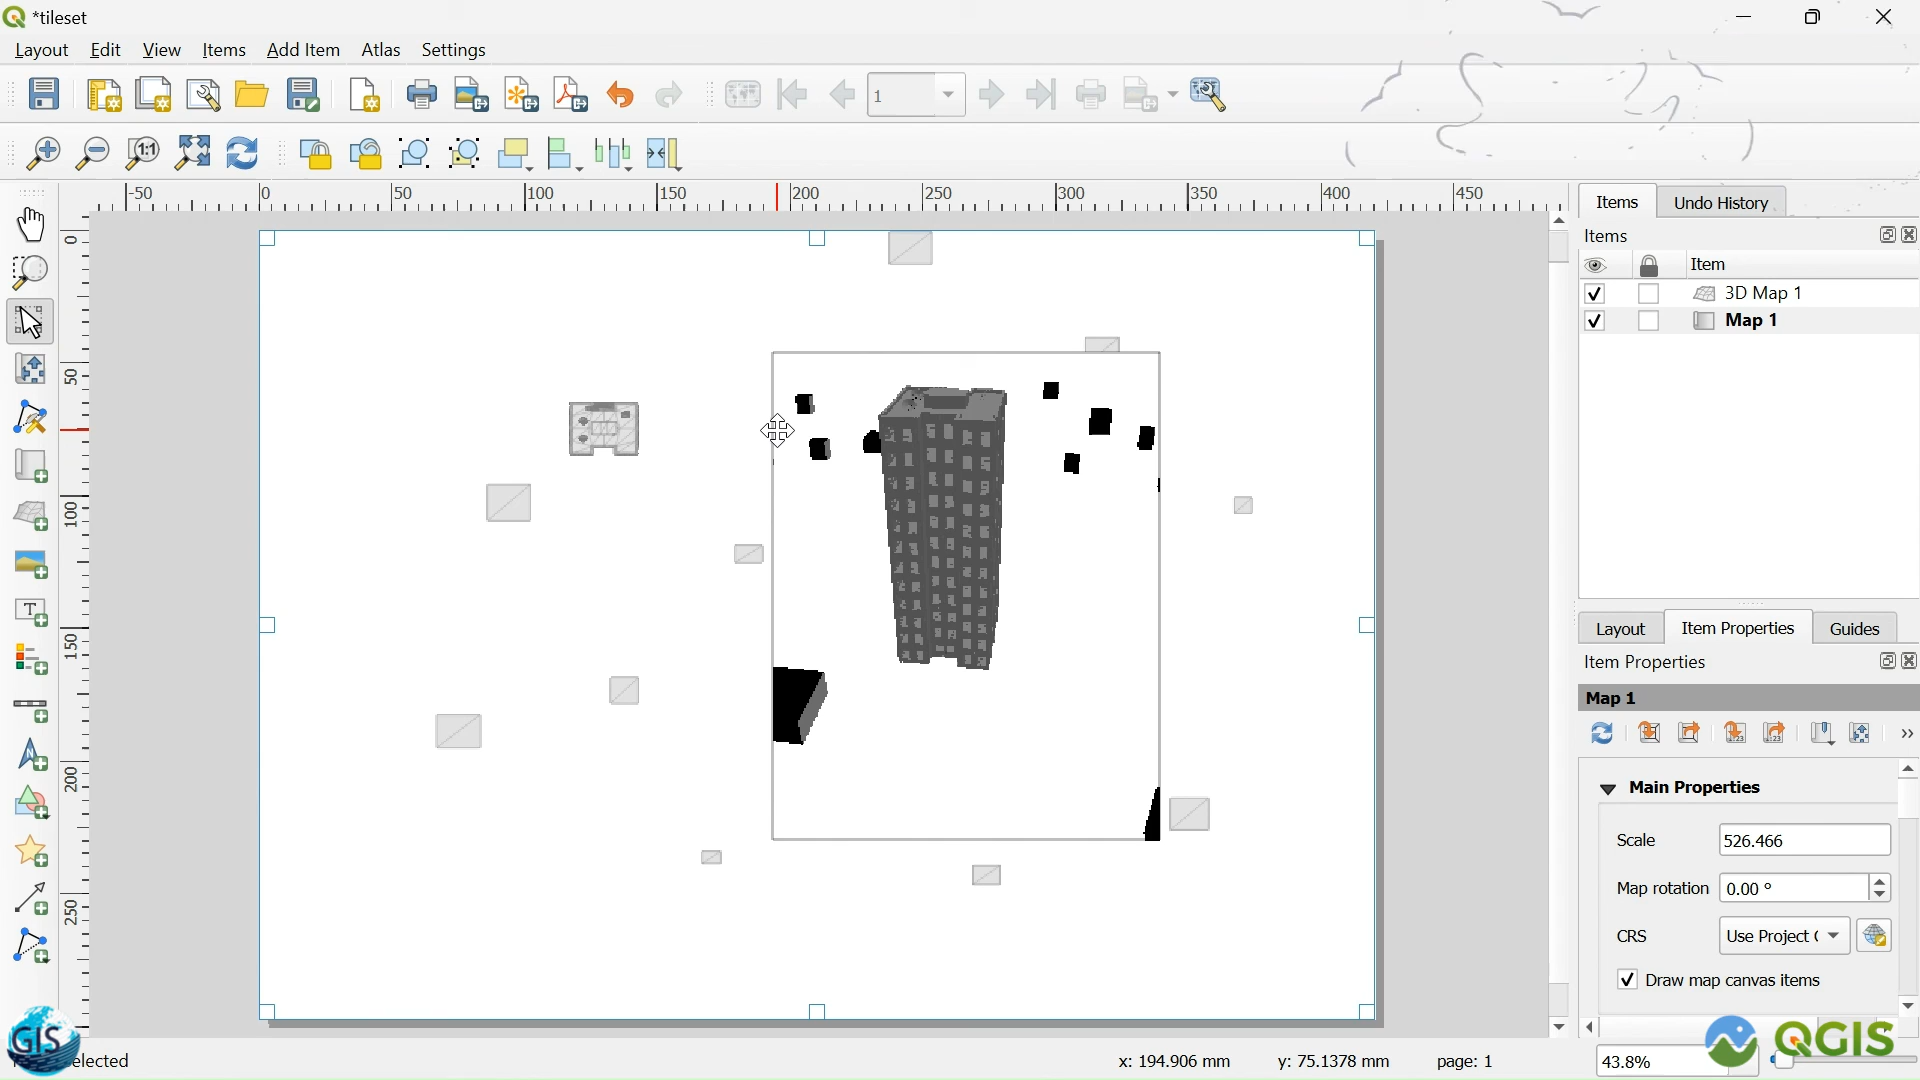 *tileset
Layout Edit View Items Add Item Atlas Settings
1
1:1
-50 0 50 100 150 200 250 300 350 400 450
0
50
100
150
200
250
Items Undo History
Items
Item
3D Map 1
Map 1
Layout Item Properties Guides
Item Properties
Map 1
Main Properties
Scale 526.466
Map rotation 0.00 °
CRS Use Project
Draw map canvas items
GIS
QGIS
x: 194.906 mm y: 75.1378 mm page: 1 43.8%